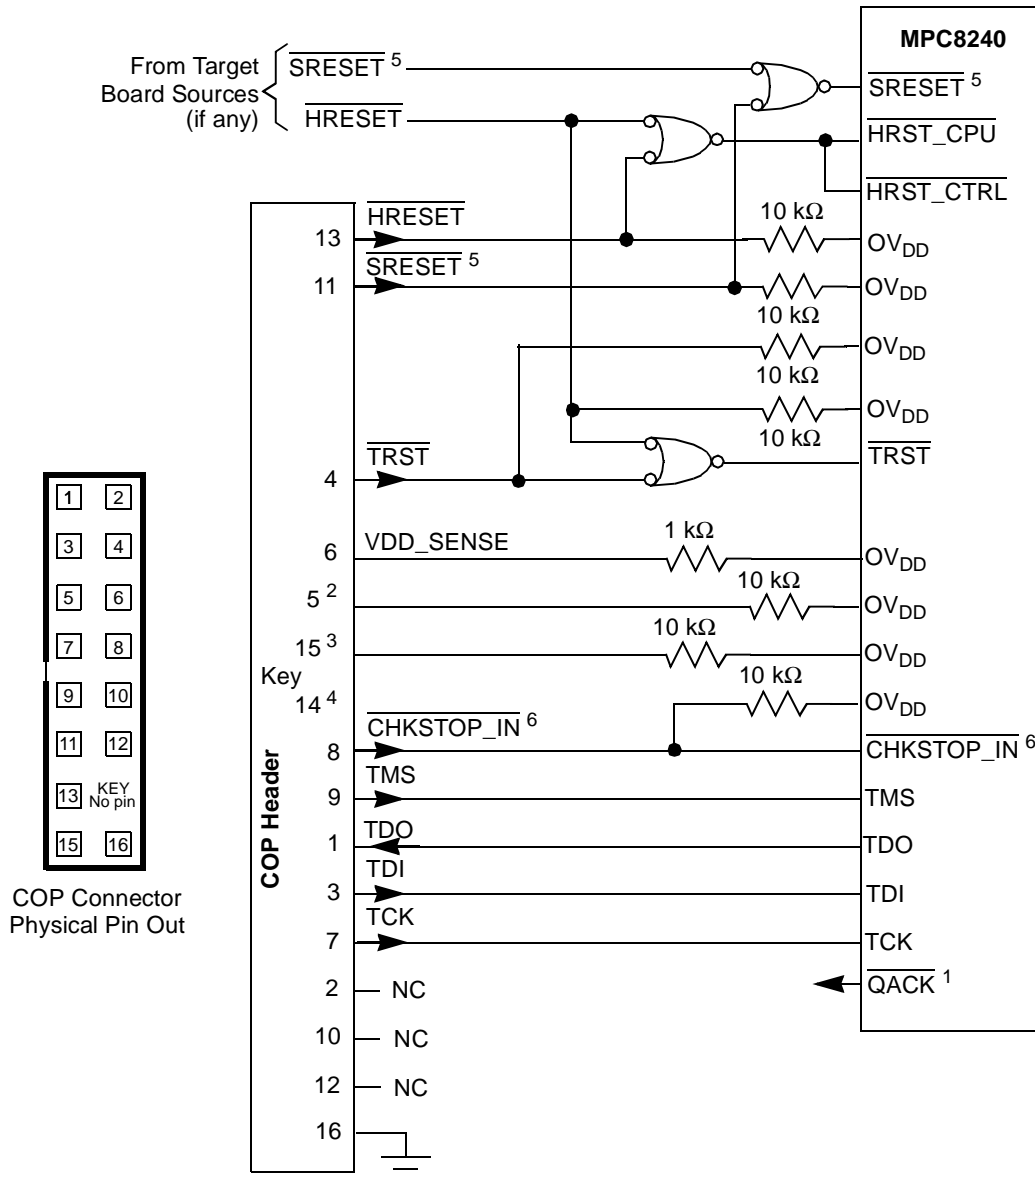 MPC8240
From Target
Board Sources
(if any)
SRESET 5
HRESET
SRESET 5
HRST_CPU
HRST_CTRL
13
HRESET
10 kΩ
OVDD
11
SRESET 5
10 kΩ
OVDD
10 kΩ
OVDD
10 kΩ
OVDD
4
TRST
TRST
6
VDD_SENSE
1 kΩ
OVDD
5 2
10 kΩ
OVDD
15 3
10 kΩ
OVDD
Key
14 4
10 kΩ
OVDD
8
CHKSTOP_IN 6
CHKSTOP_IN 6
9
TMS
TMS
1
TDO
TDO
3
TDI
TDI
7
TCK
TCK
QACK 1
2
NC
10
NC
12
NC
16
COP Header
1 2
3 4
5 6
7 8
9 10
11 12
13 KEY
No pin
15 16
COP Connector
Physical Pin Out